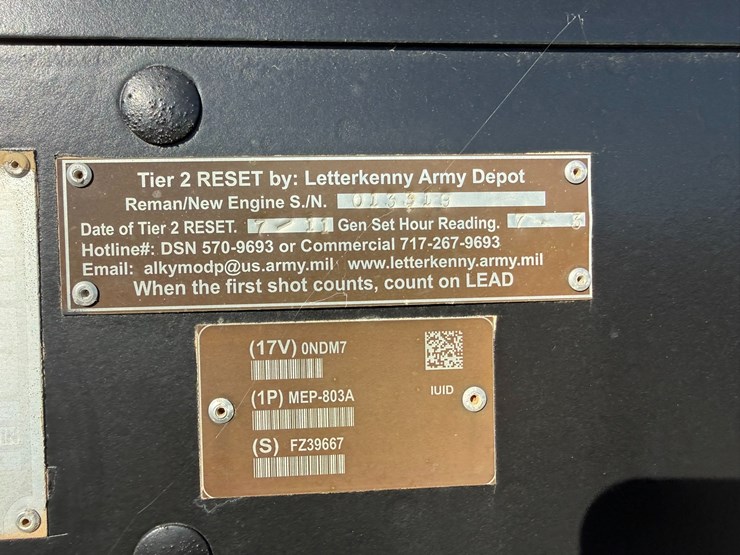 Tier 2 RESET by: Letterkenny Army Depot
Reman/New Engine S./N.
Date of Tier 2 RESET. 7-11 Gen Set Hour Reading.
Hotline#: DSN 570-9693 or Commercial 717-267-9693
Email: alkymodp@us.army.mil www.letterkenny.army.mil
When the first shot counts, count on LEAD
(17V) 0NDM7
(1P) MEP-803A
IUID
(S) FZ39667